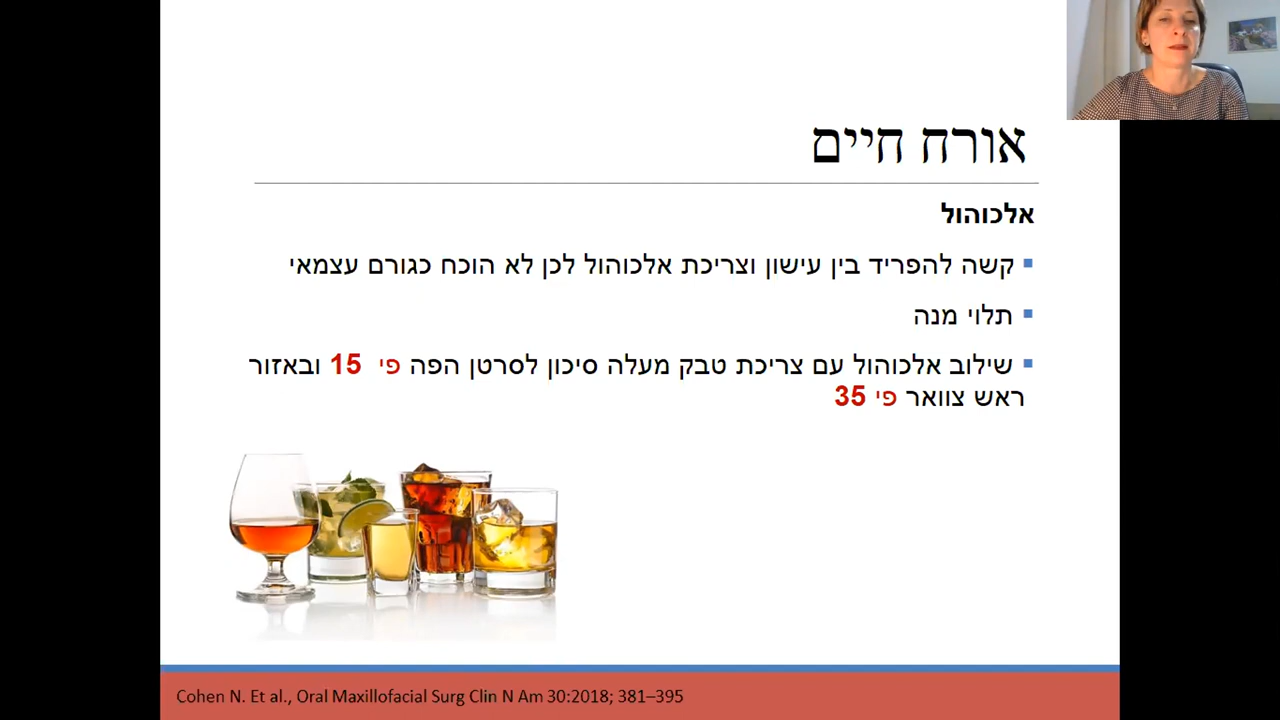 אורח חיים
אלכוהול
קשה להפריד בין עישון וצריכת אלכוהול לכן לא הוכח כגורם עצמאי
תלוי מנה
שילוב אלכוהול עם צריכת טבק מעלה סיכון לסרטן הפה פי 15 ובאזור
ראש צוואר פי 35
Cohen N. Et al., Oral Maxillofacial Surg Clin N Am 30:2018; 381–395